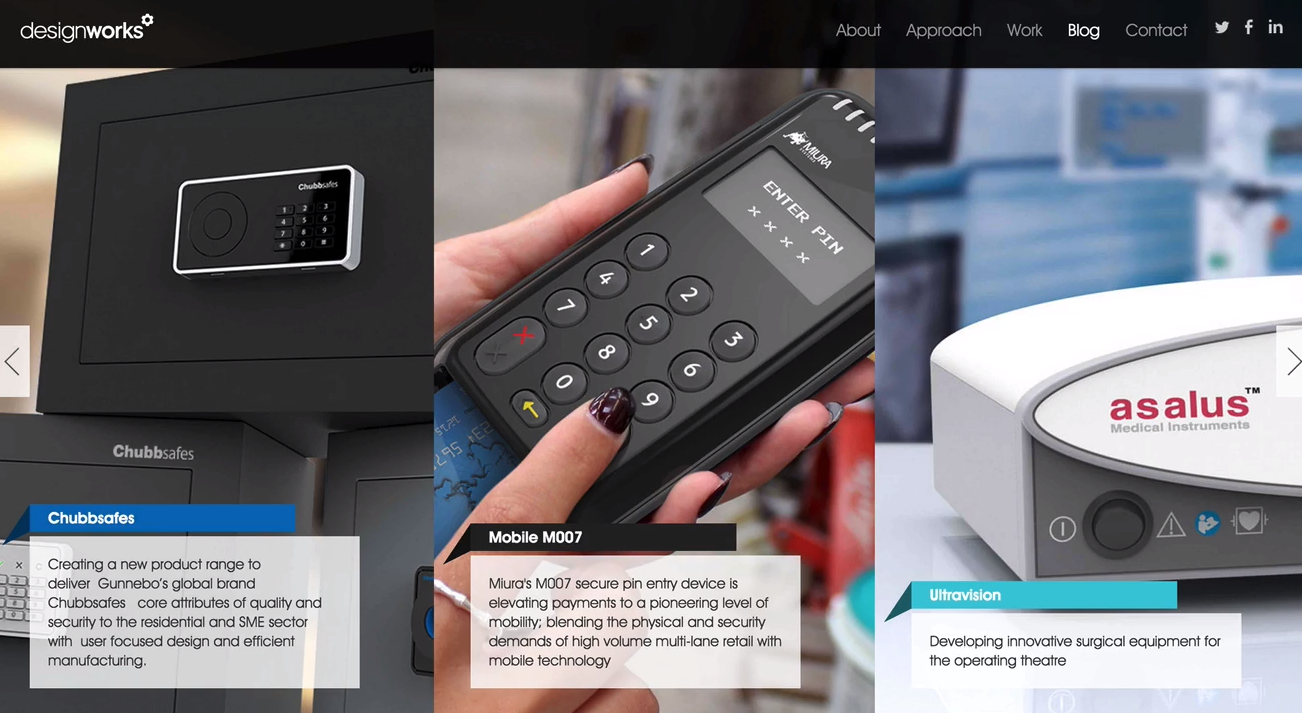 designworks
About Approach Work Blog Contact
Chubbsafes
1 2 3
4 5 6
7 8 9
0
Chubbsafes
Chubbsafes
Creating a new product range to
deliver Gunnebo's global brand
Chubbsafes core attributes of quality and
security to the residential and SME sector
with user focused design and efficient
manufacturing.
MIURA
SYSTEMS
ENTER PIN
x x x x
1 2 3
4 5 6
7 8 9
0
Mobile M007
Miura's M007 secure pin entry device is
elevating payments to a pioneering level of
mobility; blending the physical and security
demands of high volume multi-lane retail with
mobile technology
asalus™
Medical Instruments
Ultravision
Developing innovative surgical equipment for
the operating theatre